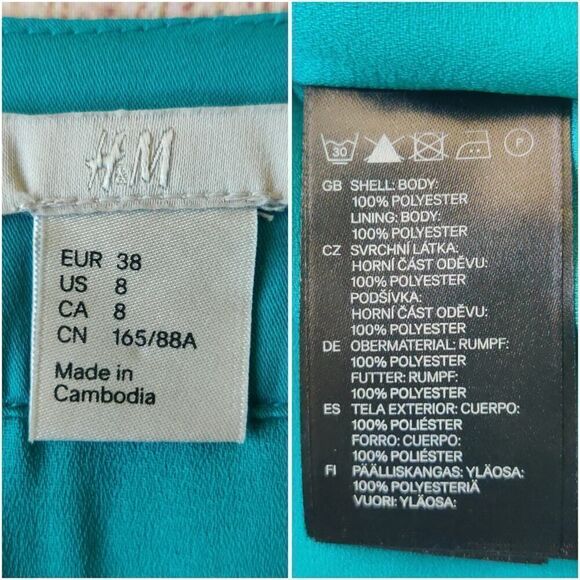 H&M
EUR 38
US 8
CA 8
CN 165/88A
Made in
Cambodia
30
P
GB SHELL: BODY:
100% POLYESTER
LINING: BODY:
100% POLYESTER
CZ SVRCHNÍ LÁTKA:
HORNÍ ČÁST ODĚVU:
100% POLYESTER
PODŠÍVKA:
HORNÍ ČÁST ODĚVU:
100% POLYESTER
DE OBERMATERIAL: RUMPF:
100% POLYESTER
FUTTER: RUMPF:
100% POLYESTER
ES TELA EXTERIOR: CUERPO:
100% POLIÉSTER
FORRO: CUERPO:
100% POLIÉSTER
FI PÄÄLLISKANGAS: YLÄOSA:
100% POLYESTERIÄ
VUORI: YLÄOSA: